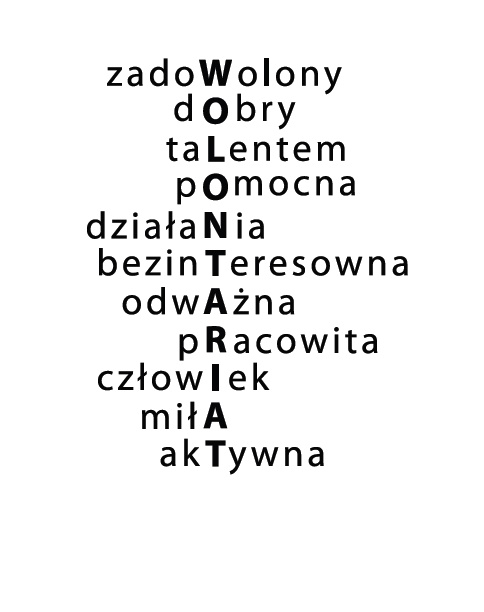 zadoWolony
dObry
taLentem
pOmocna
działaNia
bezinTeresowna
odwAżna
pRacowita
człowIek
miłA
akTywna